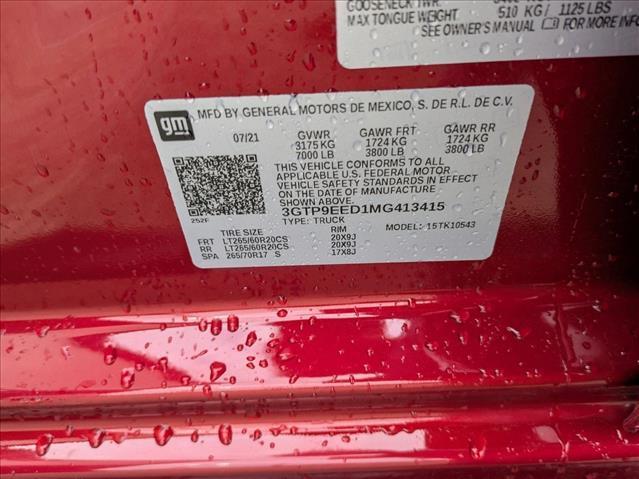 GOOSENECK TWR:
MAX TONGUE WEIGHT 510 KG / 1125 LBS
SEE OWNER'S MANUAL FOR MORE INFO
gm
MFD BY GENERAL MOTORS DE MEXICO, S. DE R.L. DE C.V.
07/21 GVWR GAWR FRT GAWR RR
3175 KG 1724 KG 1724 KG
7000 LB 3800 LB 3800 LB
THIS VEHICLE CONFORMS TO ALL
APPLICABLE U.S. FEDERAL MOTOR
VEHICLE SAFETY STANDARDS IN EFFECT
ON THE DATE OF MANUFACTURE
SHOWN ABOVE.
3GTP9EED1MG413415
252F
TYPE: TRUCK MODEL: 15TK10543
TIRE SIZE RIM
FRT LT265/60R20CS 20X9J
RR LT265/60R20CS 20X9J
SPA 265/70R17 S 17X8J